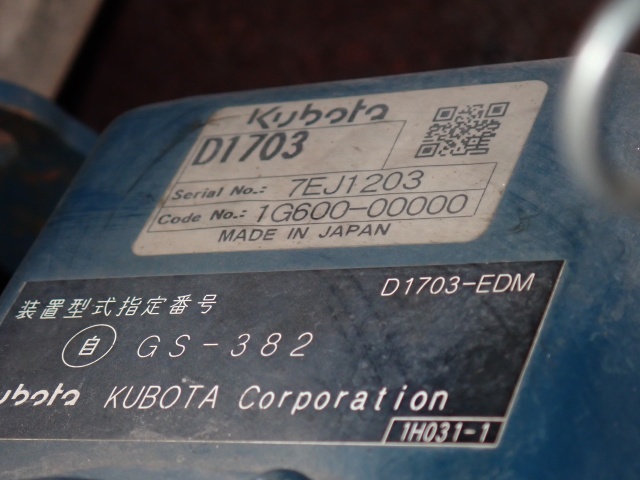 Kubota
D1703
Serial No.: 7EJ1203
Code No.: 1G600-00000
MADE IN JAPAN
D1703-EDM
装置型式指定番号
自 GS-382
Kubota KUBOTA Corporation
1H031-1